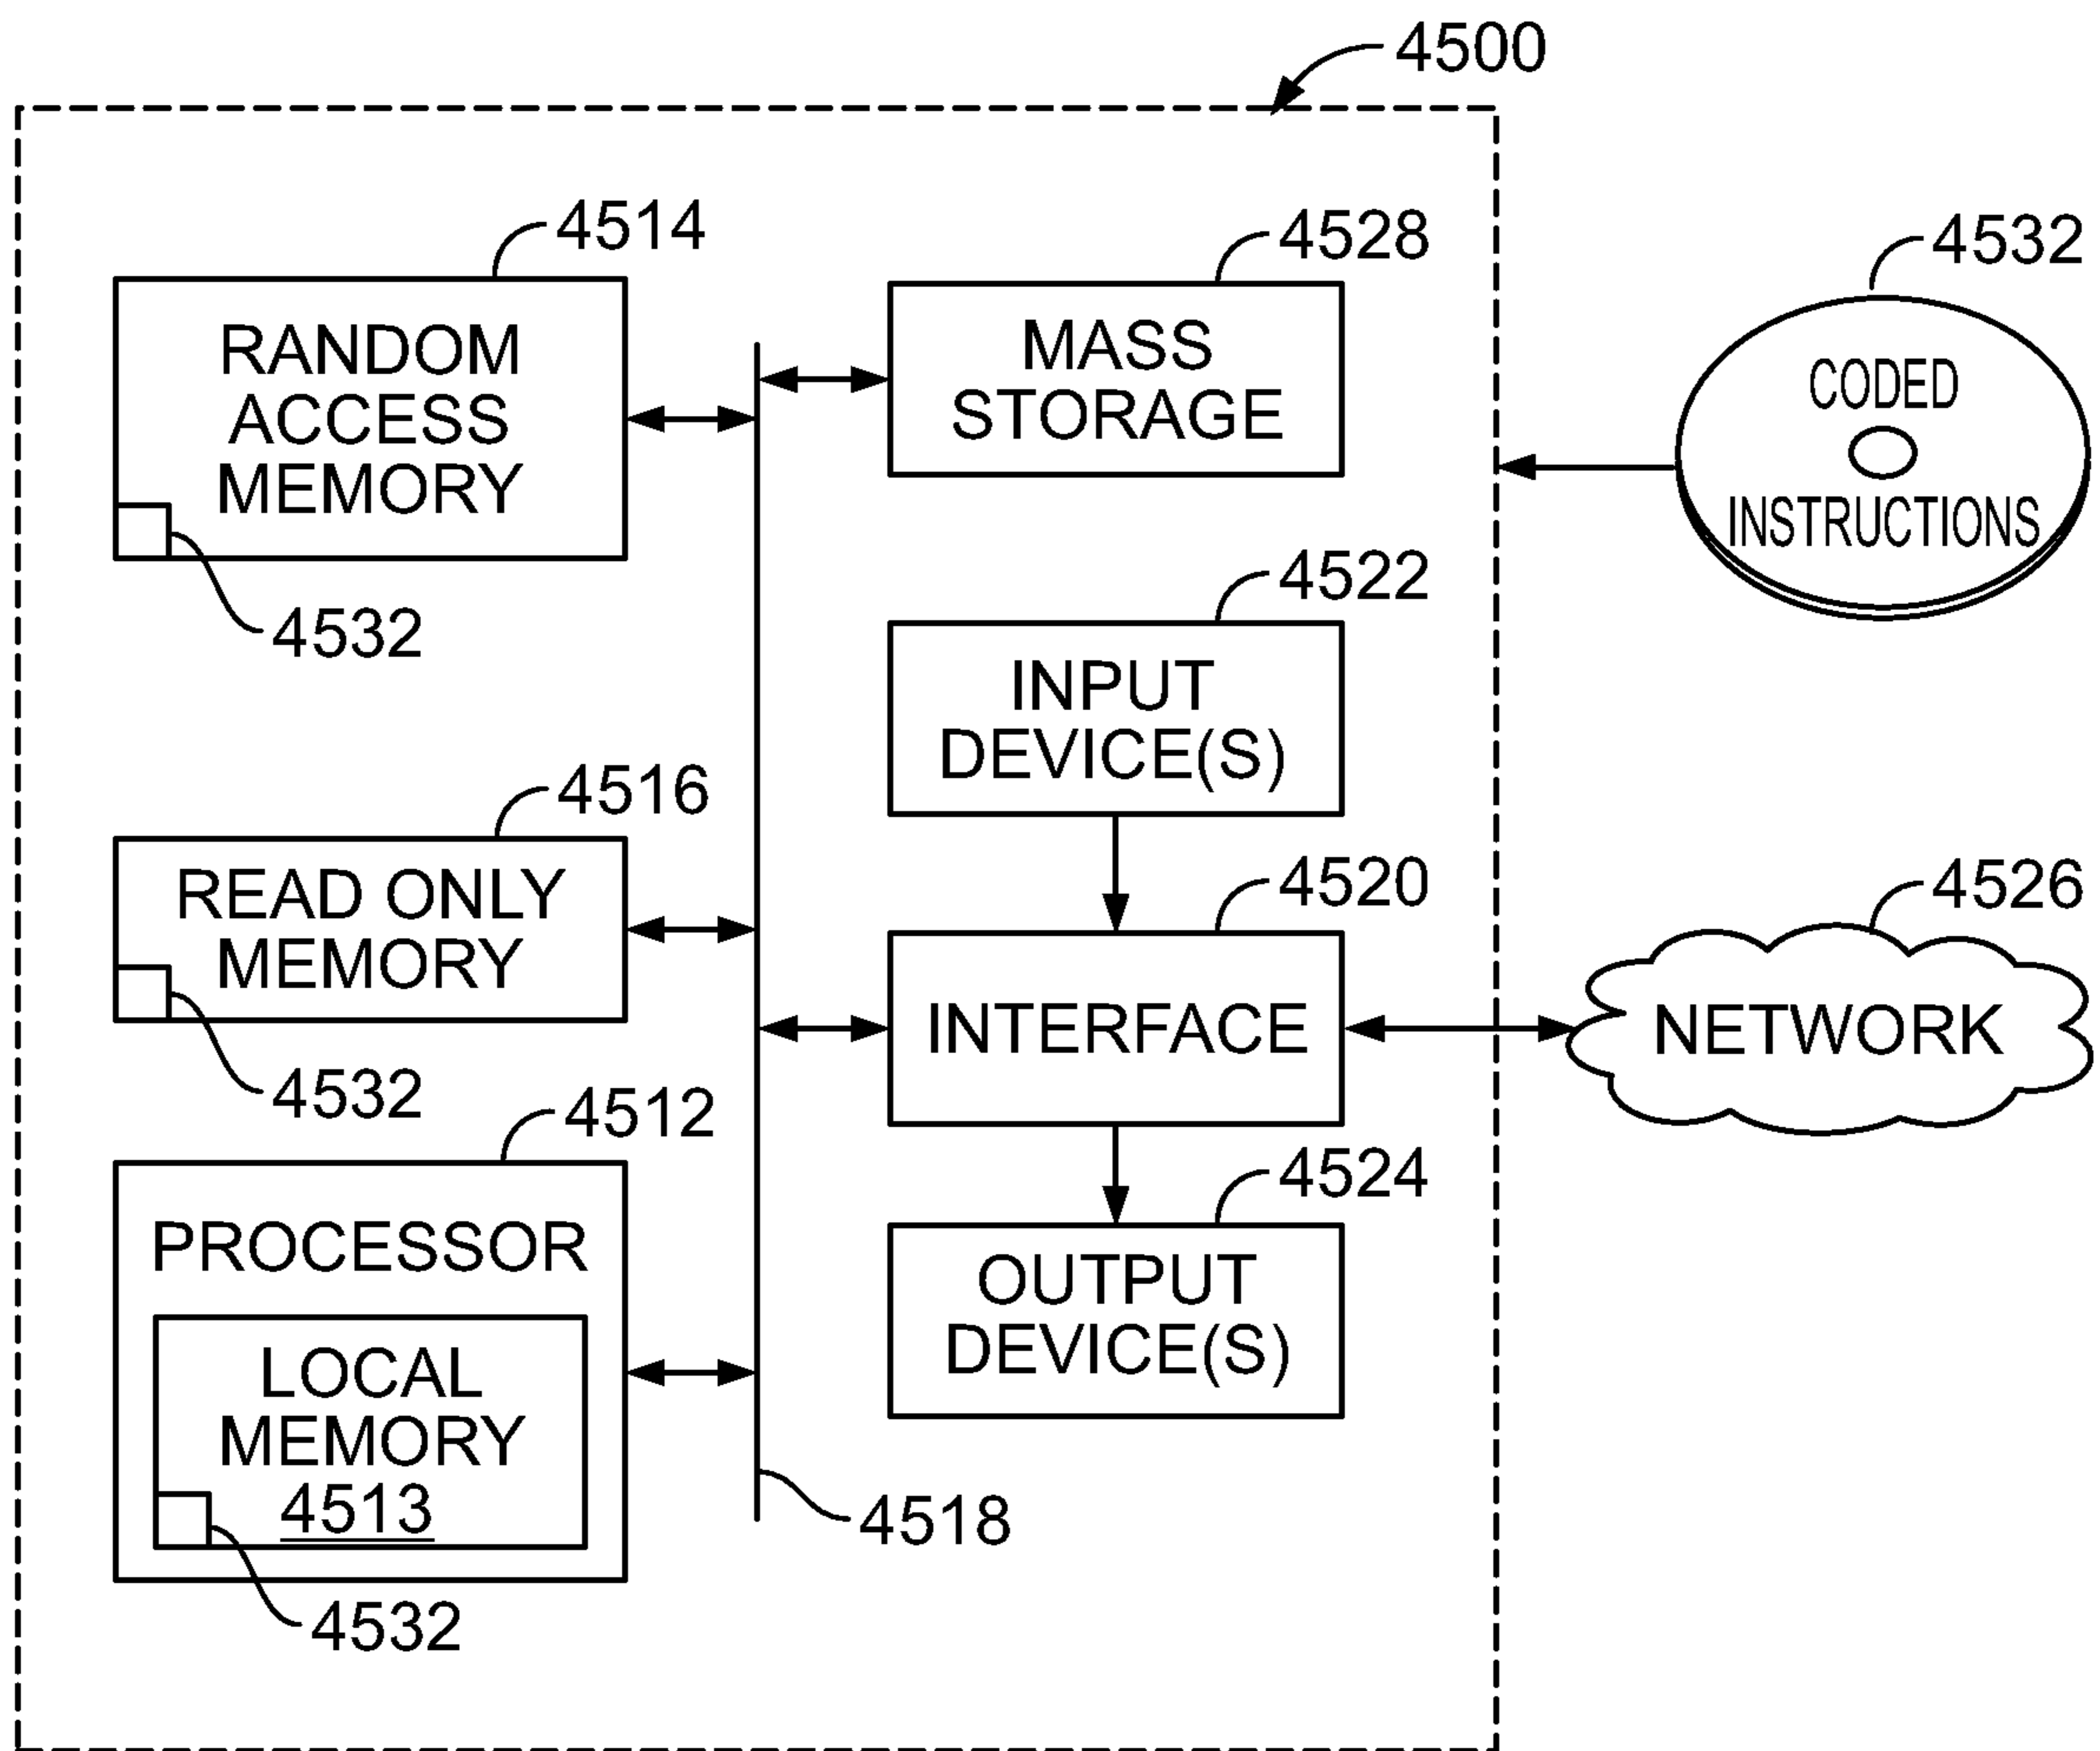 4500
4514
RANDOM
ACCESS
MEMORY
4532
4528
MASS
STORAGE
4532
CODED
INSTRUCTIONS
4522
INPUT
DEVICE(S)
4516
READ ONLY
MEMORY
4532
4520
INTERFACE
4526
NETWORK
4512
PROCESSOR
LOCAL
MEMORY
4513
4532
4524
OUTPUT
DEVICE(S)
4518